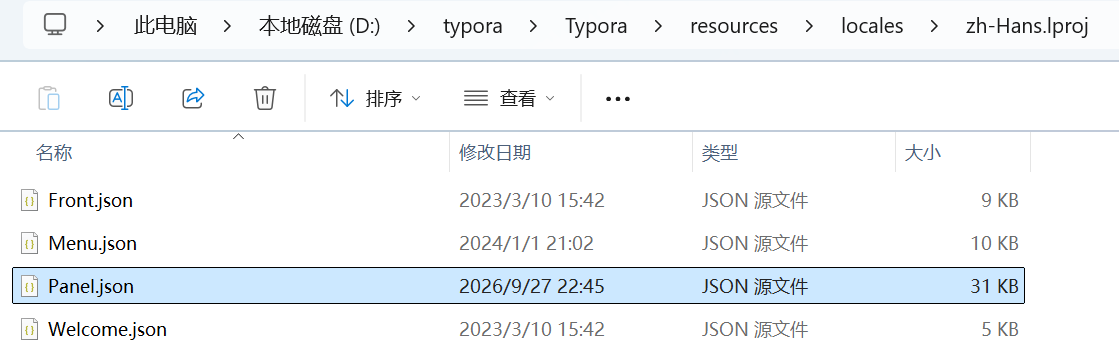 此电脑 > 本地磁盘 (D:) > typora > Typora > resources > locales > zh-Hans.lproj
A 排序 查看 •••
名称 修改日期 类型 大小
Front.json 2023/3/10 15:42 JSON 源文件 9 KB
Menu.json 2024/1/1 21:02 JSON 源文件 10 KB
Panel.json 2026/9/27 22:45 JSON 源文件 31 KB
Welcome.json 2023/3/10 15:42 JSON 源文件 5 KB